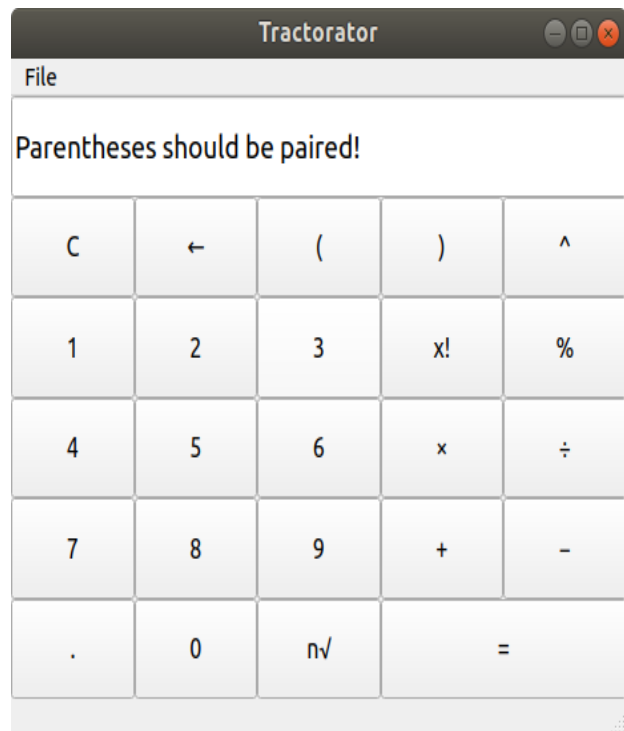 Tractorator
File
Parentheses should be paired!
C ← ( ) ^
1 2 3 x! %
4 5 6 × ÷
7 8 9 + −
. 0 n√ =